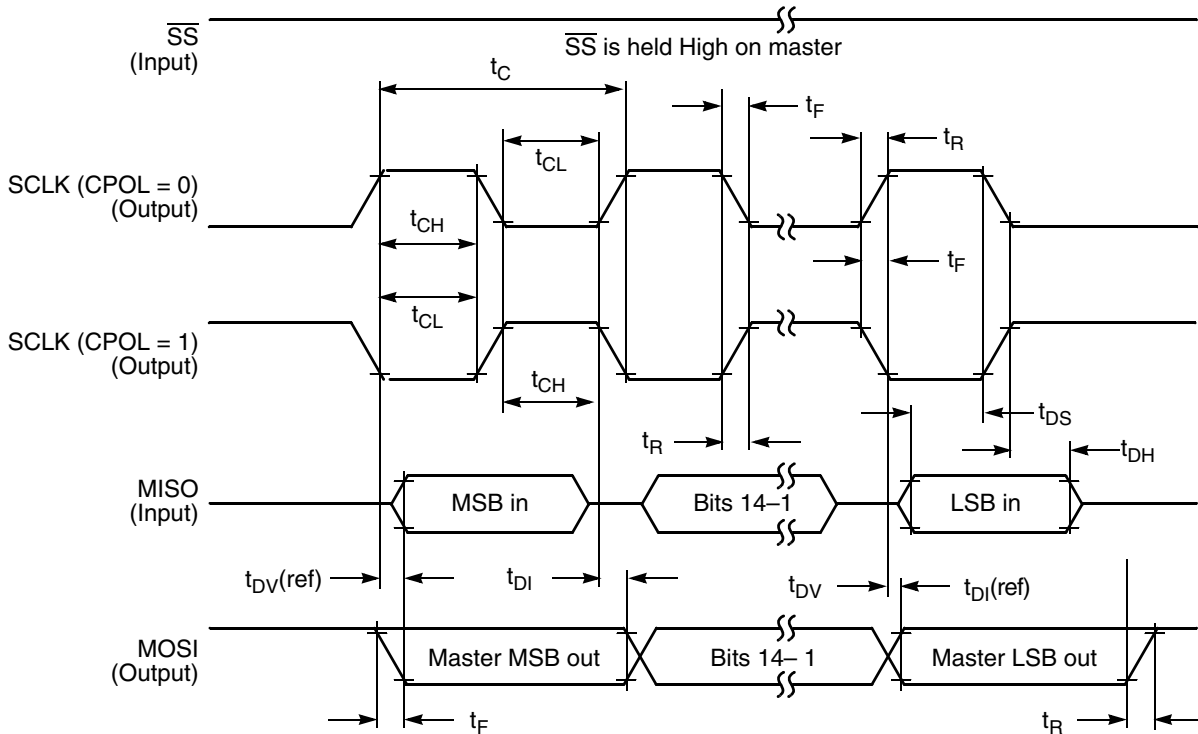 SS
(Input)
SS is held High on master
tC
tF
tR
tCL
SCLK (CPOL = 0)
(Output)
tCH
tF
tCL
SCLK (CPOL = 1)
(Output)
tCH
tDS
tR
tDH
MISO
(Input)
MSB in
Bits 14–1
LSB in
tDV(ref)
tDI
tDV
tDI(ref)
MOSI
(Output)
Master MSB out
Bits 14– 1
Master LSB out
tF
tR